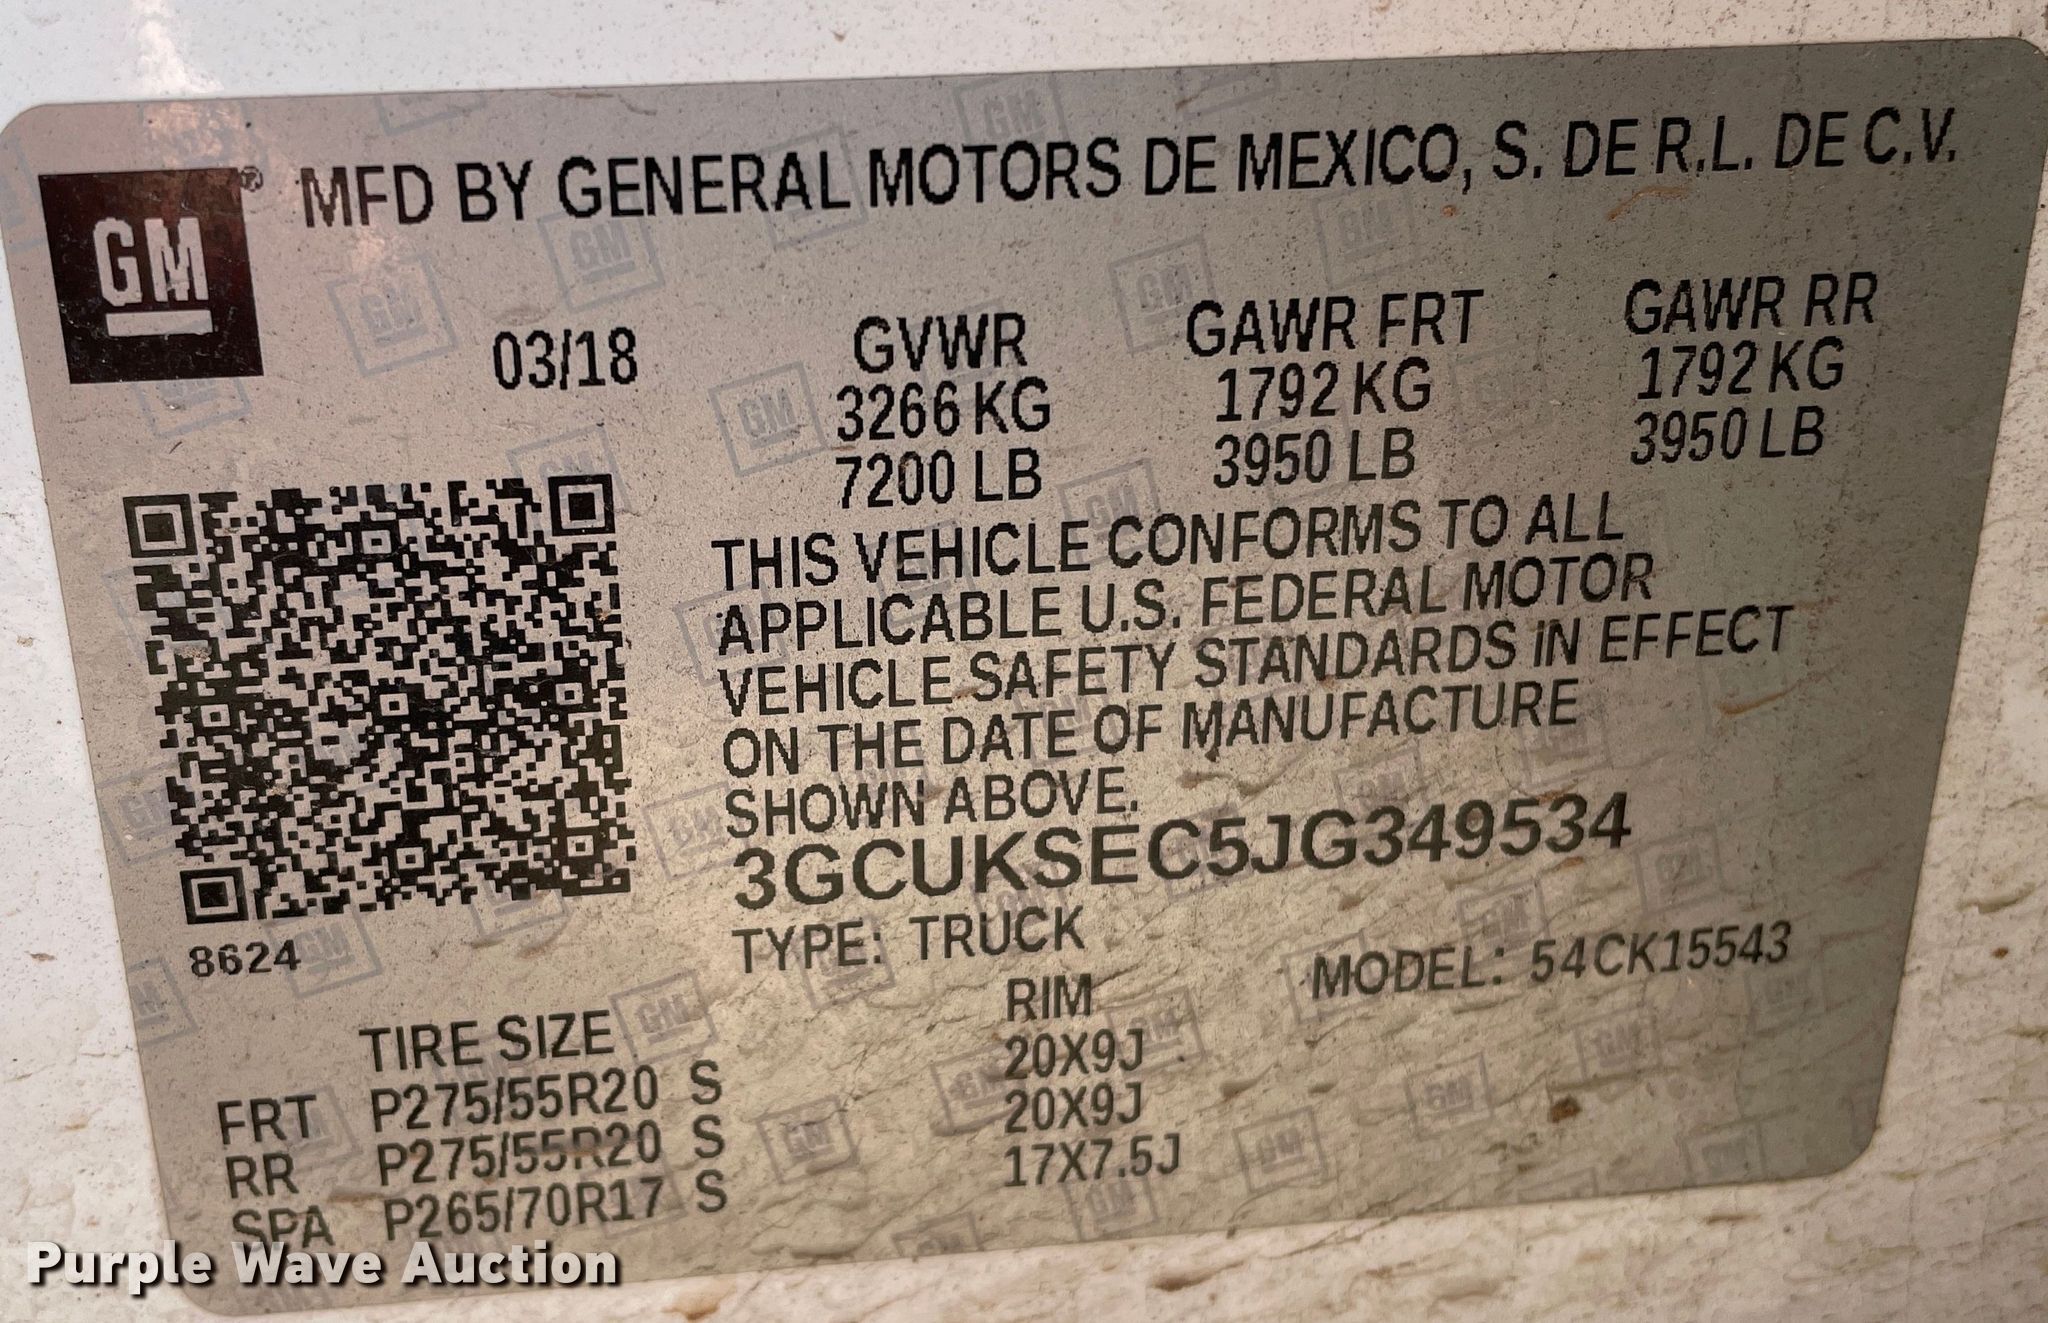 GM® MFD BY GENERAL MOTORS DE MEXICO, S. DE R.L. DE C.V.
03/18 GVWR GAWR FRT GAWR RR
3266 KG 1792 KG 1792 KG
7200 LB 3950 LB 3950 LB
THIS VEHICLE CONFORMS TO ALL
APPLICABLE U.S. FEDERAL MOTOR
VEHICLE SAFETY STANDARDS IN EFFECT
ON THE DATE OF MANUFACTURE
SHOWN ABOVE.
3GCUKSEC5JG349534
8624
TYPE: TRUCK MODEL: 54CK15543
TIRE SIZE RIM
FRT P275/55R20 S 20X9J
RR P275/55R20 S 20X9J
SPA P265/70R17 S 17X7.5J
Purple Wave Auction